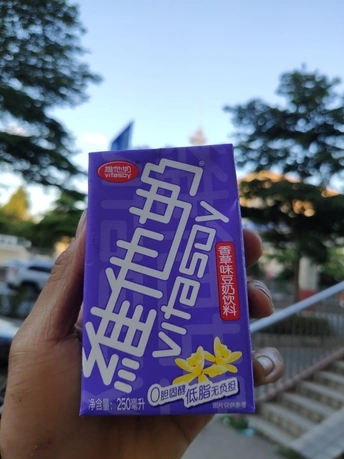 維他奶
vitasoy
維他奶
vitasoy
香草味豆奶饮料
0胆固醇
低脂无负担
净含量：250毫升
图片仅供参考